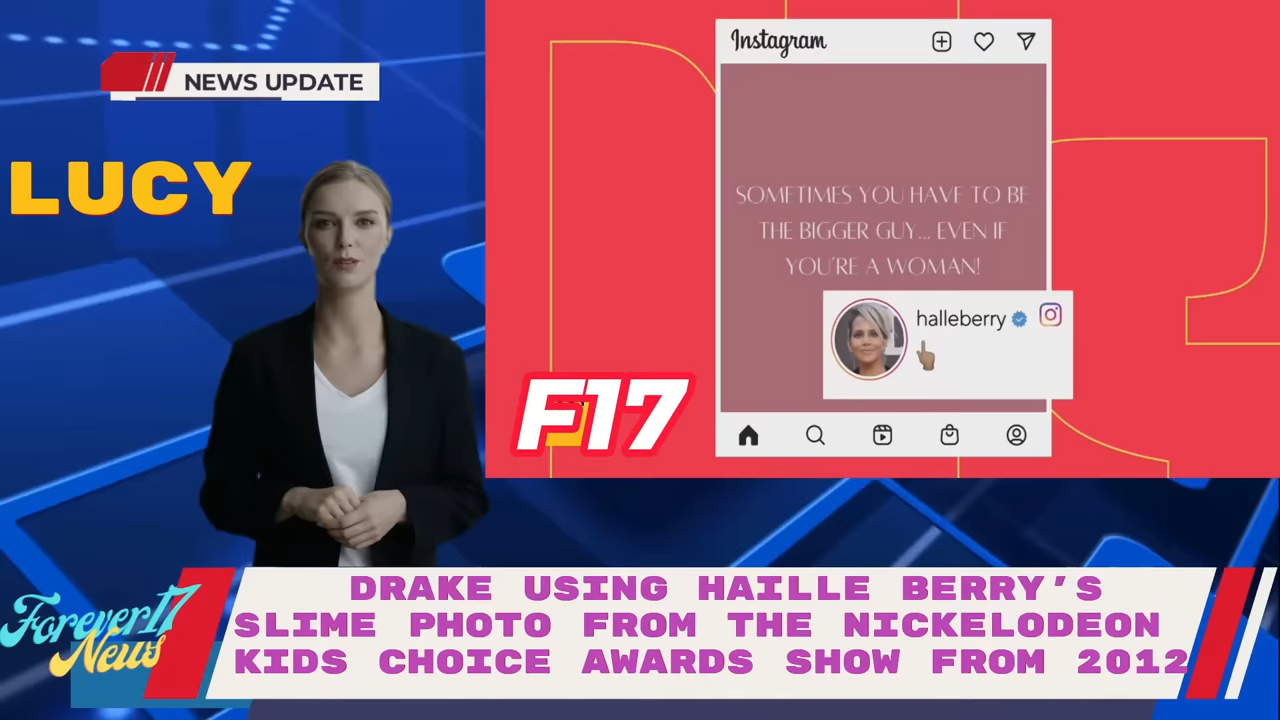 NEWS UPDATE
LUCY
Instagram
SOMETIMES YOU HAVE TO BE
THE BIGGER GUY... EVEN IF
YOU'RE A WOMAN!
halleberry
F17
DRAKE USING HAILLE BERRY'S
SLIME PHOTO FROM THE NICKELODEON
KIDS CHOICE AWARDS SHOW FROM 2012
Forever17
News